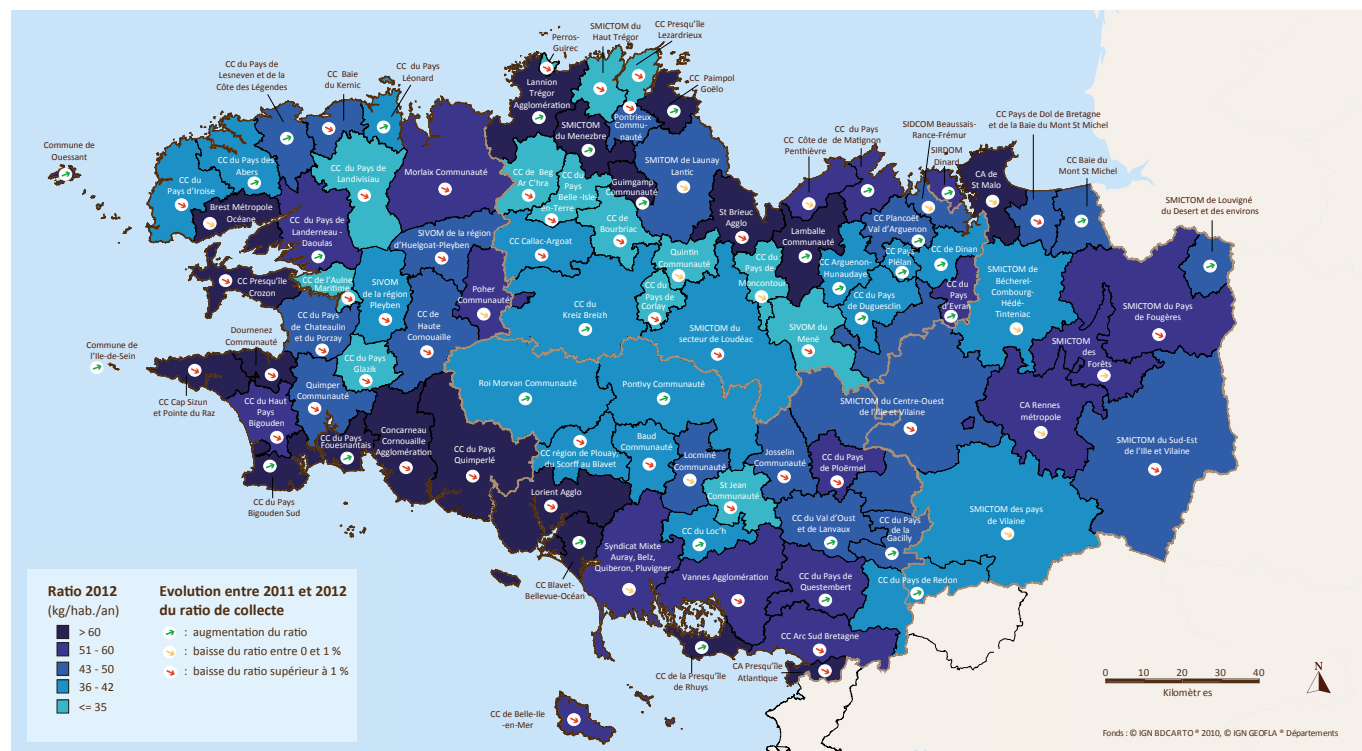 Perros-
Guirec
SMICTOM du
Haut Trégor
CC Presqu'île
Lezardrieux
CC du Pays de
Lesneven et de la
Côte des Légendes
CC Baie
du Kernic
CC du Pays
Léonard
Lannion
Trégor
Agglomération
CC Paimpol
Goëlo
Pontrieux
Commu-
nauté
SMICTOM
du Menezbre
CC Pays de Dol de Bretagne
et de la Baie du Mont St Michel
SIDCOM Beaussais-
Rance-Frémur
CC Côte de
Penthièvre
CC du Pays
de Matignon
SIRDOM
Dinard
CC Baie du
Mont St Michel
Commune de
Ouessant
CC du Pays des
Abers
CC du
Pays d'Iroise
CC du Pays de
Landivisiau
Morlaix Communauté
CC de Beg
Ar C'hra
CC du
Pays
Belle -Isle-
en-Terre
Guimgamp
Communauté
SMITOM de Launay
Lantic
CA de
St Malo
SMICTOM de Louvigné
du Desert et des environs
Brest Métropole
Océane
CC du Pays de
Landerneau -
Daoulas
SIVOM de la région
d'Huelgoat-Pleyben
CC Callac-Argoat
CC de
Bourbriac
St Brieuc
Agglo
Lamballe
Communauté
CC Plancoët
Val d'Arguenon
CC de Dinan
CC Pays
Plélan
CC Arguenon-
Hunaudaye
CC Presqu'île
Crozon
CC de l'Aulne
Maritime
SIVOM
de la région
Pleyben
Poher
Communauté
Quintin
Communauté
CC du
Pays de
Moncontour
CC du
Pays de
Corlay
CC du Pays de
Duguesclin
CC du
Pays
d'Evran
SMICTOM de
Bécherel-
Combourg-
Hédé-
Tinteniac
SMICTOM du Pays
de Fougères
CC du Pays
de Chateaulin
et du Porzay
CC de
Haute
Cornouaille
CC du
Kreiz Breizh
SMICTOM du
secteur de Loudéac
SIVOM du
Mené
SMICTOM
des
Forêts
Dournenez
Communauté
Commune de
l'Ile-de-Sein
CC Cap Sizun
et Pointe du Raz
CC du Pays
Glazik
Quimper
Communauté
Roi Morvan Communauté
Pontivy Communauté
SMICTOM du Centre-Ouest
de l'Ille et Vilaine
CA Rennes
métropole
CC du Haut
Pays
Bigouden
CC du Pays
Fouesnantais
Concarneau
Cornouaille
Agglomération
CC du Pays
Quimperlé
CC région de Plouay,
du Scorff au Blavet
Baud
Communauté
Locminé
Communauté
Josselin
Communauté
CC du Pays
de Ploërmel
SMICTOM du Sud-Est
de l'Ille et Vilaine
CC du Pays
Bigouden Sud
Lorient Agglo
St Jean
Communauté
CC du Val d'Oust
et de Lanvaux
CC du Pays
de la
Gacilly
SMICTOM des pays
de Vilaine
CC du Loc'h
CC Blavet-
Bellevue-Océan
Syndicat Mixte
Auray, Belz,
Quiberon, Pluvigner
Vannes Agglomération
CC du Pays de
Questembert
CC du Pays de Redon
CC Arc Sud Bretagne
CC de la Presqu'île
de Rhuys
CA Presqu'île
Atlantique
CC de Belle-Ile
-en-Mer
Ratio 2012
(kg/hab./an)
> 60
51 - 60
43 - 50
36 - 42
<= 35
Evolution entre 2011 et 2012
du ratio de collecte
: augmentation du ratio
: baisse du ratio entre 0 et 1 %
: baisse du ratio supérieur à 1 %
0 10 20 30 40
Kilomètr es
N
Fonds : © IGN BDCARTO ® 2010, © IGN GEOFLA ® Départements